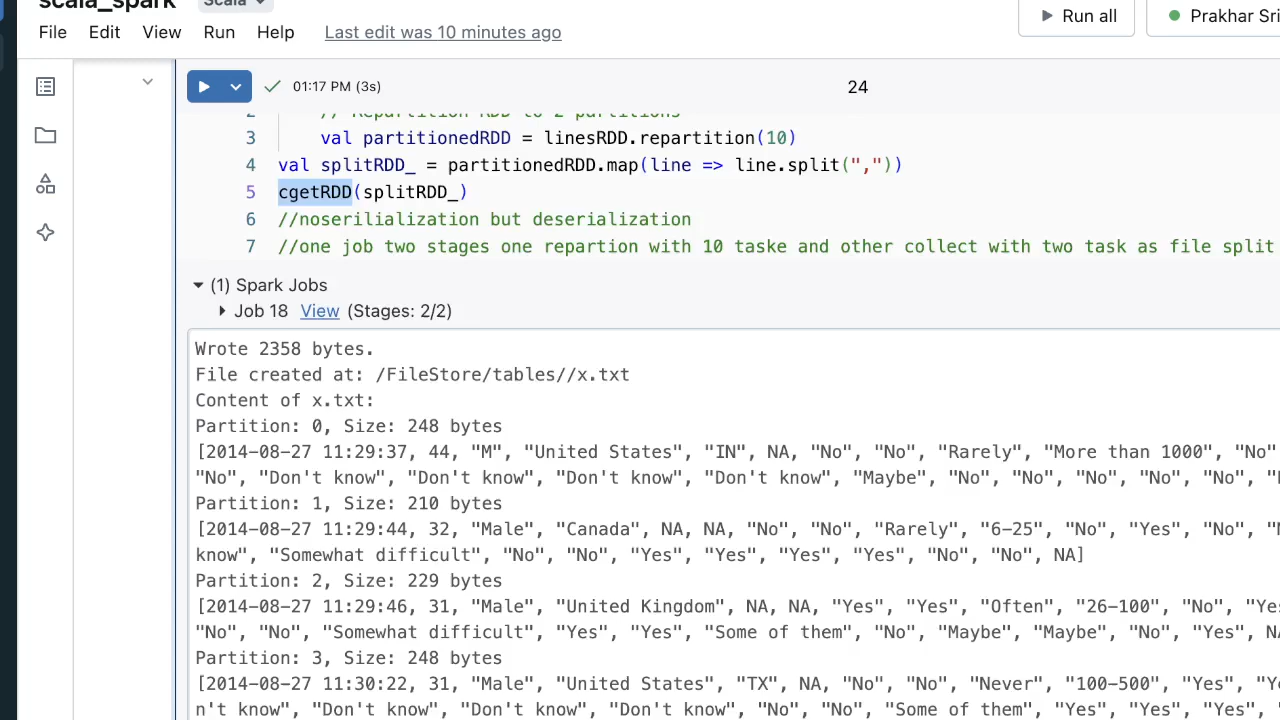 scala_spark Scala
File Edit View Run Help Last edit was 10 minutes ago Run all Prakhar Sri
01:17 PM (3s) 24
2 // Repartition RDD to 2 partitions
3 val partitionedRDD = linesRDD.repartition(10)
4 val splitRDD_ = partitionedRDD.map(line => line.split(","))
5 cgetRDD(splitRDD_)
6 //noserilialization but deserialization
7 //one job two stages one repartion with 10 taske and other collect with two task as file split
(1) Spark Jobs
Job 18 View (Stages: 2/2)
Wrote 2358 bytes.
File created at: /FileStore/tables//x.txt
Content of x.txt:
Partition: 0, Size: 248 bytes
[2014-08-27 11:29:37, 44, "M", "United States", "IN", NA, "No", "No", "Rarely", "More than 1000", "No"
"No", "Don't know", "Don't know", "Don't know", "Don't know", "Maybe", "No", "No", "No", "No", "No",
Partition: 1, Size: 210 bytes
[2014-08-27 11:29:44, 32, "Male", "Canada", NA, NA, "No", "No", "Rarely", "6-25", "No", "Yes", "No",
know", "Somewhat difficult", "No", "No", "Yes", "Yes", "Yes", "Yes", "No", "No", NA]
Partition: 2, Size: 229 bytes
[2014-08-27 11:29:46, 31, "Male", "United Kingdom", NA, NA, "Yes", "Yes", "Often", "26-100", "No", "Yes
"No", "No", "Somewhat difficult", "Yes", "Yes", "Some of them", "No", "Maybe", "Maybe", "No", "Yes", NA
Partition: 3, Size: 248 bytes
[2014-08-27 11:30:22, 31, "Male", "United States", "TX", NA, "No", "No", "Never", "100-500", "Yes",
n't know", "Don't know", "Don't know", "Don't know", "No", "No", "Some of them", "Yes", "Yes", "Yes",